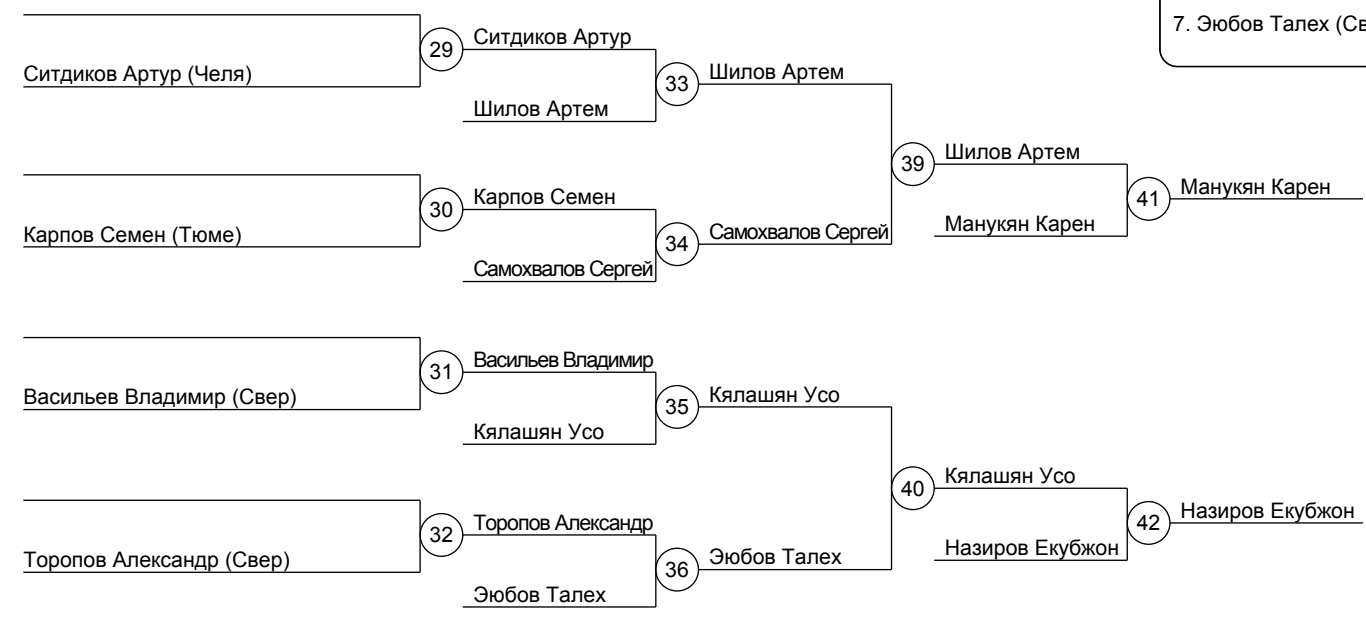 7. Эюбов Талех (Св
29
Ситдиков Артур
Ситдиков Артур (Челя)
33
Шилов Артем
Шилов Артем
39
Шилов Артем
30
Карпов Семен
41
Манукян Карен
Карпов Семен (Тюме)
34
Самохвалов Сергей
Манукян Карен
Самохвалов Сергей
31
Васильев Владимир
Васильев Владимир (Свер)
35
Кялашян Усо
Кялашян Усо
40
Кялашян Усо
32
Торопов Александр
42
Назиров Екубжон
Торопов Александр (Свер)
36
Эюбов Талех
Назиров Екубжон
Эюбов Талех